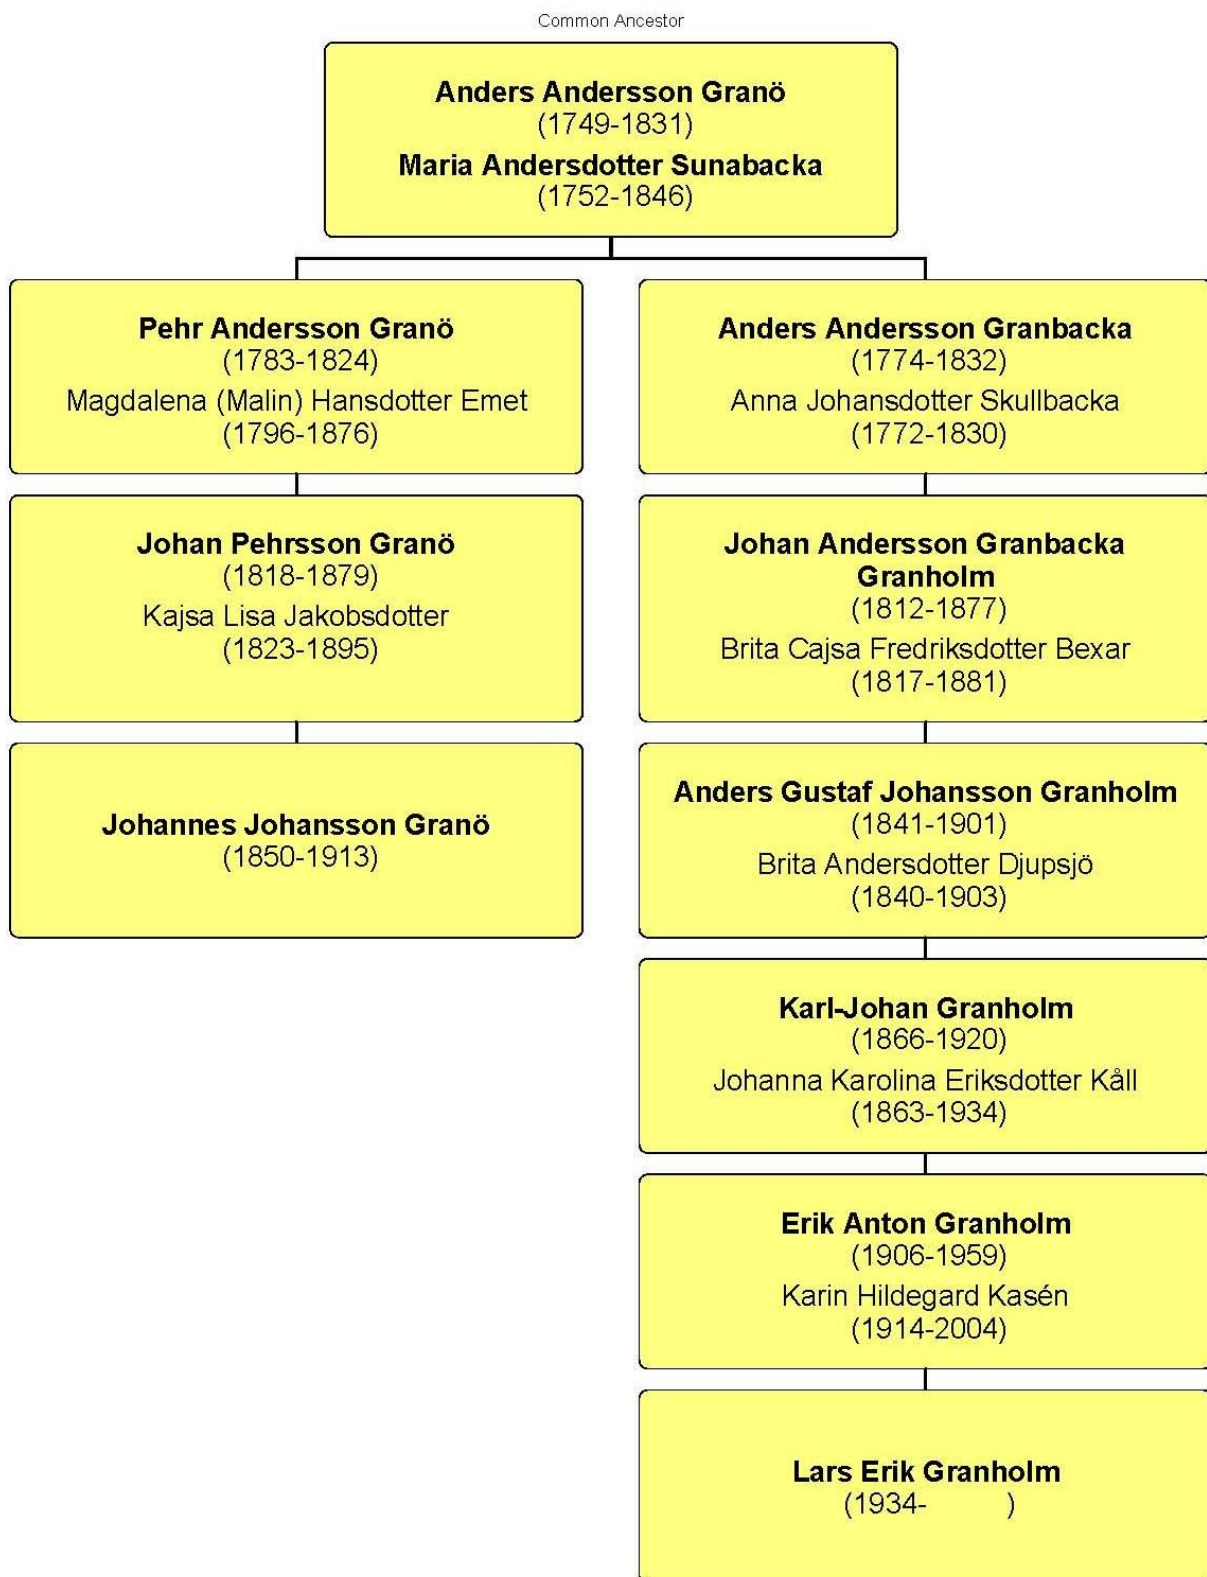 Common Ancestor
Anders Andersson Granö
(1749-1831)
Maria Andersdotter Sunabacka
(1752-1846)
Pehr Andersson Granö
(1783-1824)
Magdalena (Malin) Hansdotter Emet
(1796-1876)
Anders Andersson Granbacka
(1774-1832)
Anna Johansdotter Skullbacka
(1772-1830)
Johan Pehrsson Granö
(1818-1879)
Kajsa Lisa Jakobsdotter
(1823-1895)
Johan Andersson Granbacka
Granholm
(1812-1877)
Brita Cajsa Fredriksdotter Bexar
(1817-1881)
Johannes Johansson Granö
(1850-1913)
Anders Gustaf Johansson Granholm
(1841-1901)
Brita Andersdotter Djupsjö
(1840-1903)
Karl-Johan Granholm
(1866-1920)
Johanna Karolina Eriksdotter Kåll
(1863-1934)
Erik Anton Granholm
(1906-1959)
Karin Hildegard Kasén
(1914-2004)
Lars Erik Granholm
(1934- )